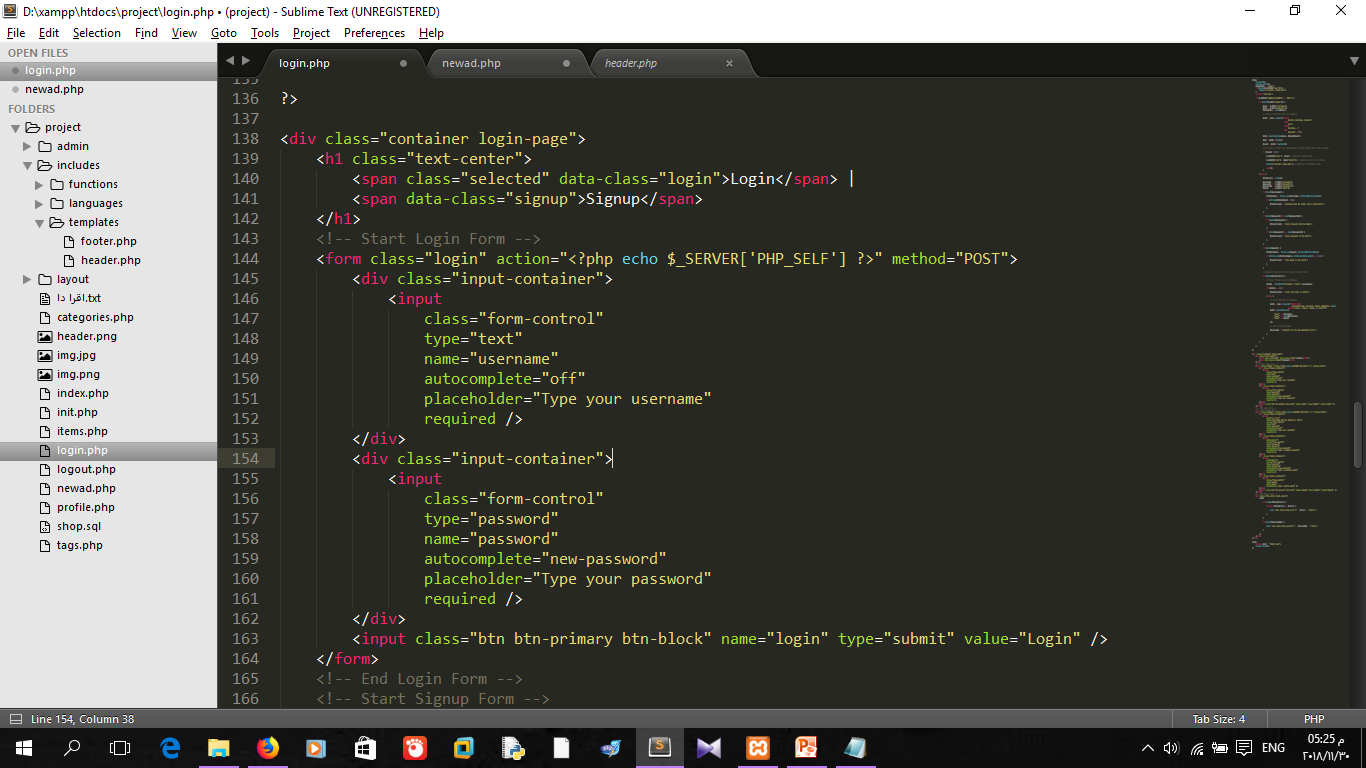 D:\xampp\htdocs\project\login.php • (project) - Sublime Text (UNREGISTERED)
File Edit Selection Find View Goto Tools Project Preferences Help
OPEN FILES
login.php
newad.php
FOLDERS
project
admin
includes
functions
languages
templates
footer.php
header.php
layout
اقرا دا.txt
categories.php
header.png
img.jpg
img.png
index.php
init.php
items.php
login.php
logout.php
newad.php
profile.php
shop.sql
tags.php
login.php newad.php header.php
135
136 ?>
137
138 <div class="container login-page">
139 <h1 class="text-center">
140 <span class="selected" data-class="login">Login</span> |
141 <span data-class="signup">Signup</span>
142 </h1>
143 <!-- Start Login Form -->
144 <form class="login" action="<?php echo $_SERVER['PHP_SELF'] ?>" method="POST">
145 <div class="input-container">
146 <input
147 class="form-control"
148 type="text"
149 name="username"
150 autocomplete="off"
151 placeholder="Type your username"
152 required />
153 </div>
154 <div class="input-container">
155 <input
156 class="form-control"
157 type="password"
158 name="password"
159 autocomplete="new-password"
160 placeholder="Type your password"
161 required />
162 </div>
163 <input class="btn btn-primary btn-block" name="login" type="submit" value="Login" />
164 </form>
165 <!-- End Login Form -->
166 <!-- Start Signup Form -->
Line 154, Column 38 Tab Size: 4 PHP
ENG
05:25 م
٢٠١٨/١١/٣٠